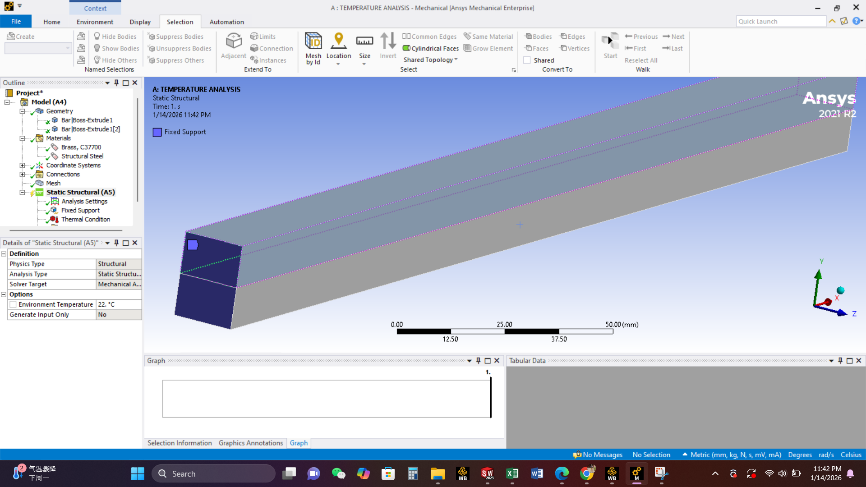 Context
A : TEMPERATURE ANALYSIS - Mechanical [Ansys Mechanical Enterprise]
File Home Environment Display Selection Automation Quick Launch
Create Hide Bodies Suppress Bodies Limits Common Edges Same Material Bodies Edges Previous Next
Show Bodies Unsuppress Bodies Connection Cylindrical Faces Grow Element Faces Vertices First Last
Hide Others Suppress Others Adjacent Instances Mesh by Id Location Size Invert Shared Topology Shared Start Reselect All
Named Selections Extend To Select Convert To Walk
Outline
Project*
Model (A4)
Geometry
Bar|Boss-Extrude1
Bar|Boss-Extrude1[2]
Materials
Brass, C37700
Structural Steel
Coordinate Systems
Connections
Mesh
Static Structural (A5)
Analysis Settings
Fixed Support
Thermal Condition
Details of "Static Structural (A5)"
Definition
Physics Type Structural
Analysis Type Static Structu...
Solver Target Mechanical A...
Options
Environment Temperature 22. °C
Generate Input Only No
A: TEMPERATURE ANALYSIS
Static Structural
Time: 1. s
1/14/2026 11:42 PM
Fixed Support
Ansys
2021 R2
Y
X
Z
0.00 25.00 50.00 (mm)
12.50 37.50
Graph
1.
Tabular Data
Selection Information Graphics Annotations Graph
No Messages No Selection Metric (mm, kg, N, s, mV, mA) Degrees rad/s Celsius
Search
11:42 PM
1/14/2026